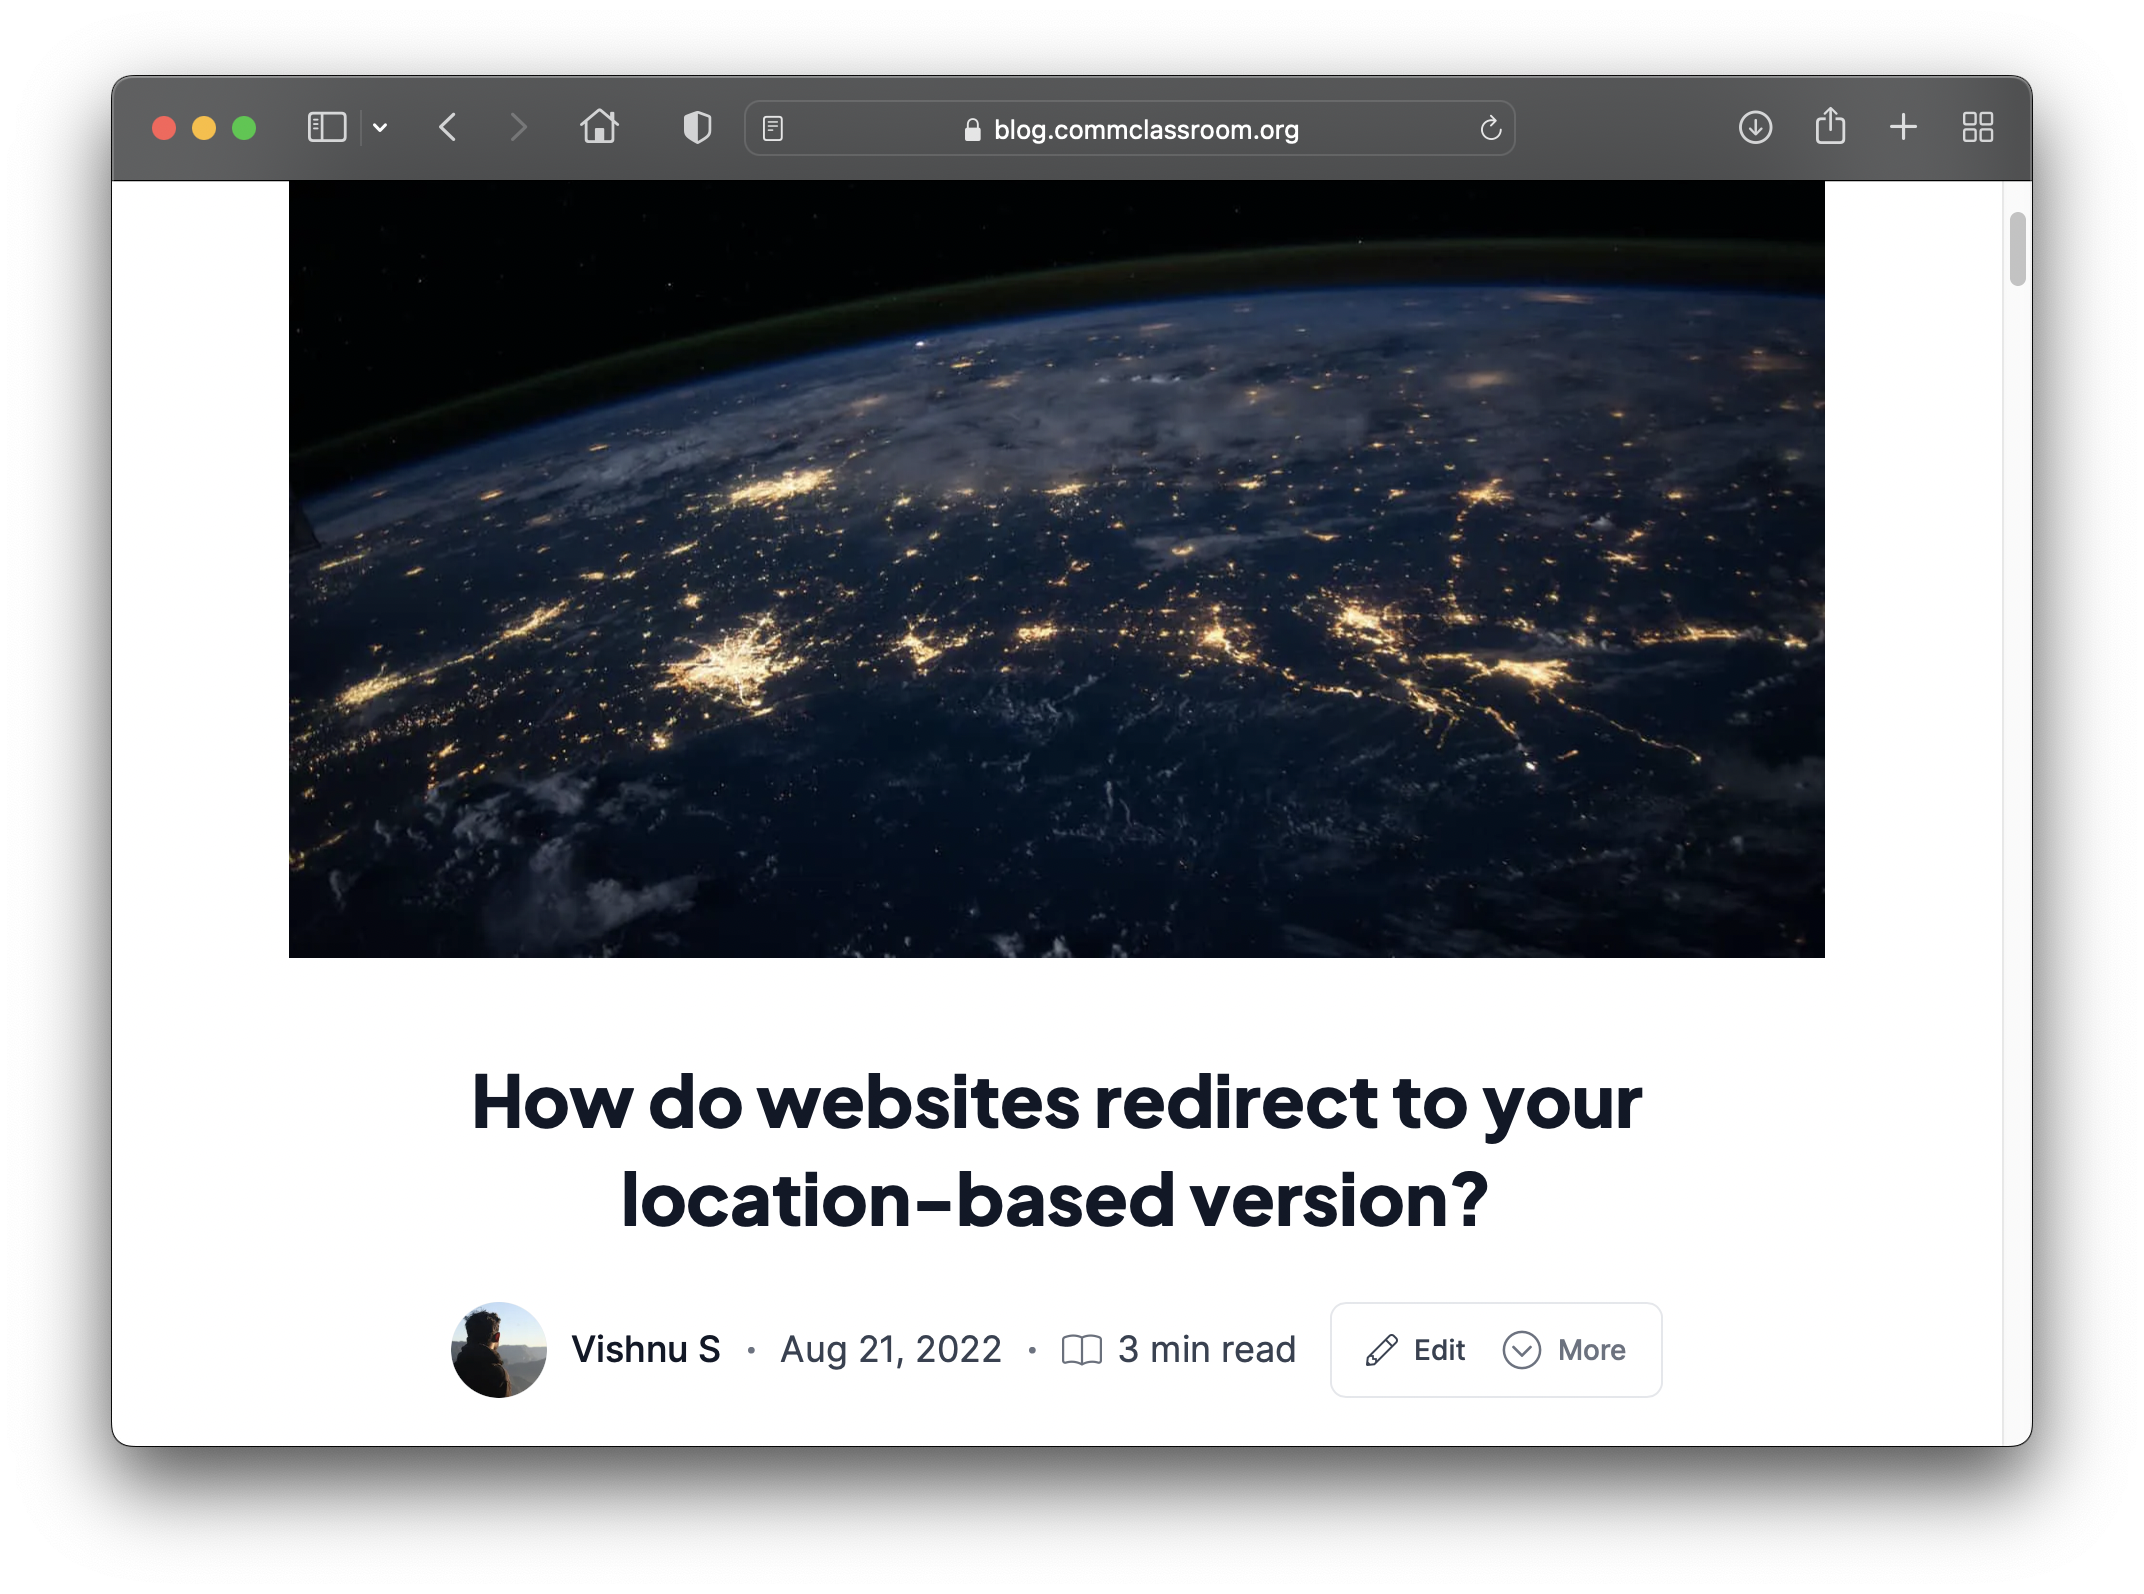 blog.commclassroom.org
How do websites redirect to your
location-based version?
Vishnu S · Aug 21, 2022 · 3 min read Edit More